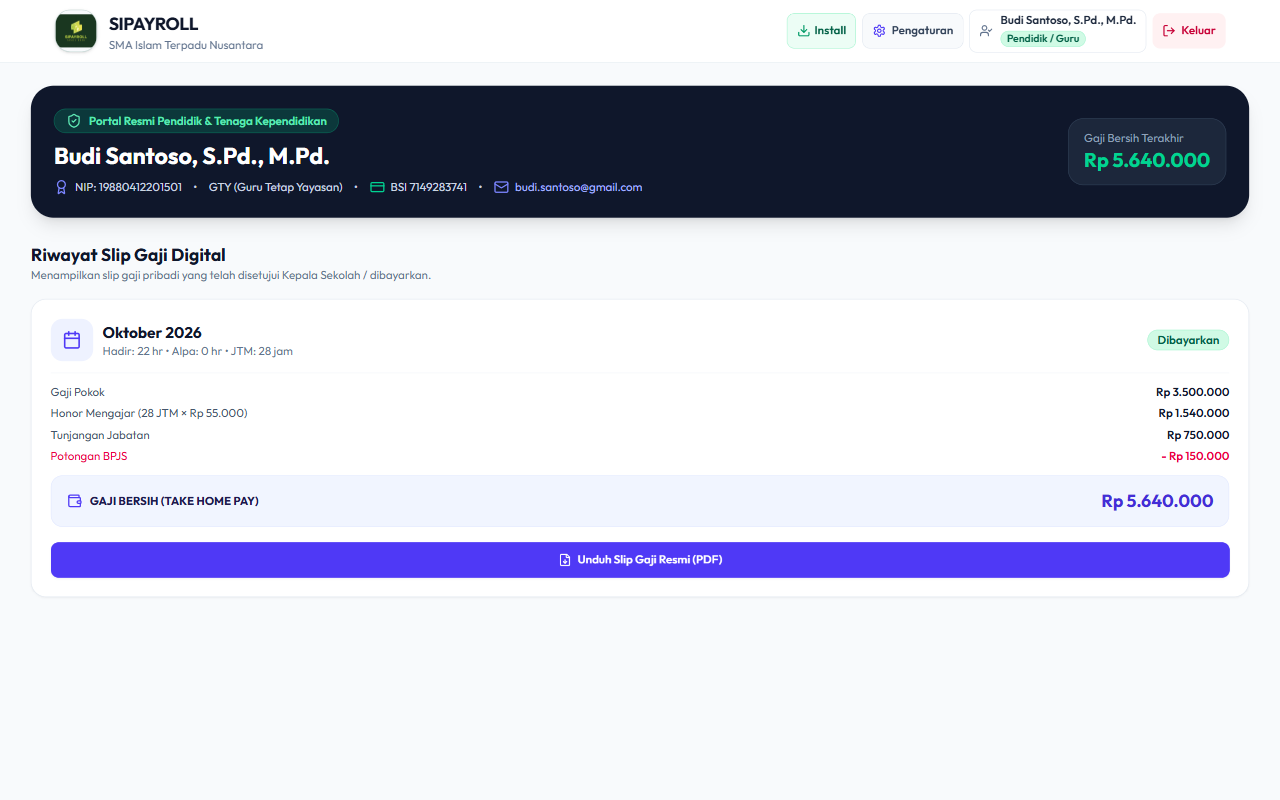 SIPAYROLL
SMA Islam Terpadu Nusantara
Install
Pengaturan
Budi Santoso, S.Pd., M.Pd.
Pendidik / Guru
Keluar
Portal Resmi Pendidik & Tenaga Kependidikan
Budi Santoso, S.Pd., M.Pd.
NIP: 19880412201501 • GTY (Guru Tetap Yayasan) • BSI 7149283741 • budi.santoso@gmail.com
Gaji Bersih Terakhir
Rp 5.640.000
Riwayat Slip Gaji Digital
Menampilkan slip gaji pribadi yang telah disetujui Kepala Sekolah / dibayarkan.
Oktober 2026
Hadir: 22 hr • Alpa: 0 hr • JTM: 28 jam
Dibayarkan
Gaji Pokok Rp 3.500.000
Honor Mengajar (28 JTM × Rp 55.000) Rp 1.540.000
Tunjangan Jabatan Rp 750.000
Potongan BPJS - Rp 150.000
GAJI BERSIH (TAKE HOME PAY) Rp 5.640.000
Unduh Slip Gaji Resmi (PDF)